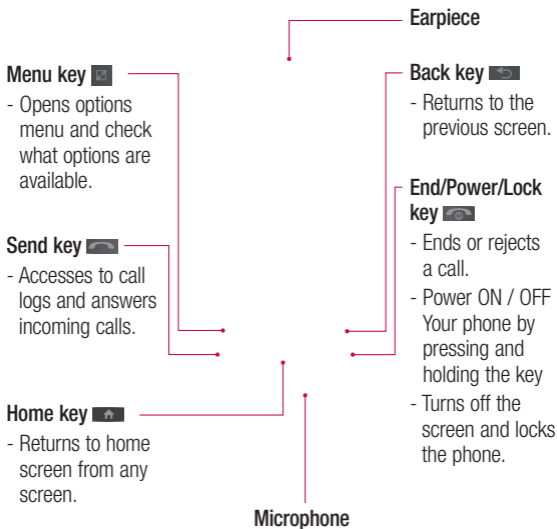 Earpiece
Menu key
- Opens options
menu and check
what options are
available.
Send key
- Accesses to call
logs and answers
incoming calls.
Home key
- Returns to home
screen from any
screen.
Back key
- Returns to the
previous screen.
End/Power/Lock
key
- Ends or rejects
a call.
- Power ON / OFF
Your phone by
pressing and
holding the key
- Turns off the
screen and locks
the phone.
Microphone